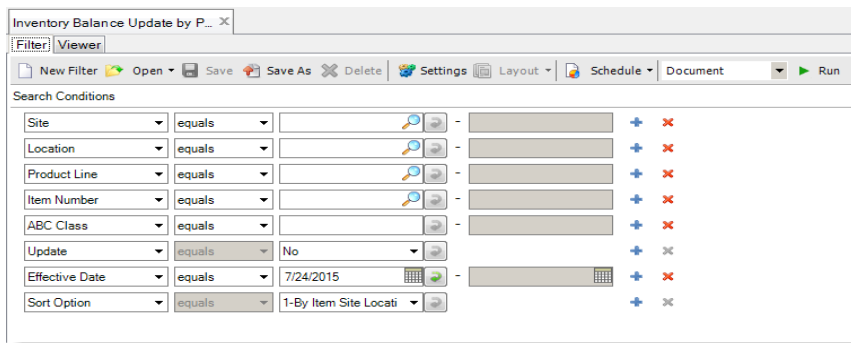 Inventory Balance Update by P...
Filter Viewer
New Filter Open Save Save As Delete Settings Layout Schedule Document Run
Search Conditions
Site equals -
Location equals -
Product Line equals -
Item Number equals -
ABC Class equals -
Update equals No
Effective Date equals 7/24/2015 -
Sort Option equals 1-By Item Site Locati